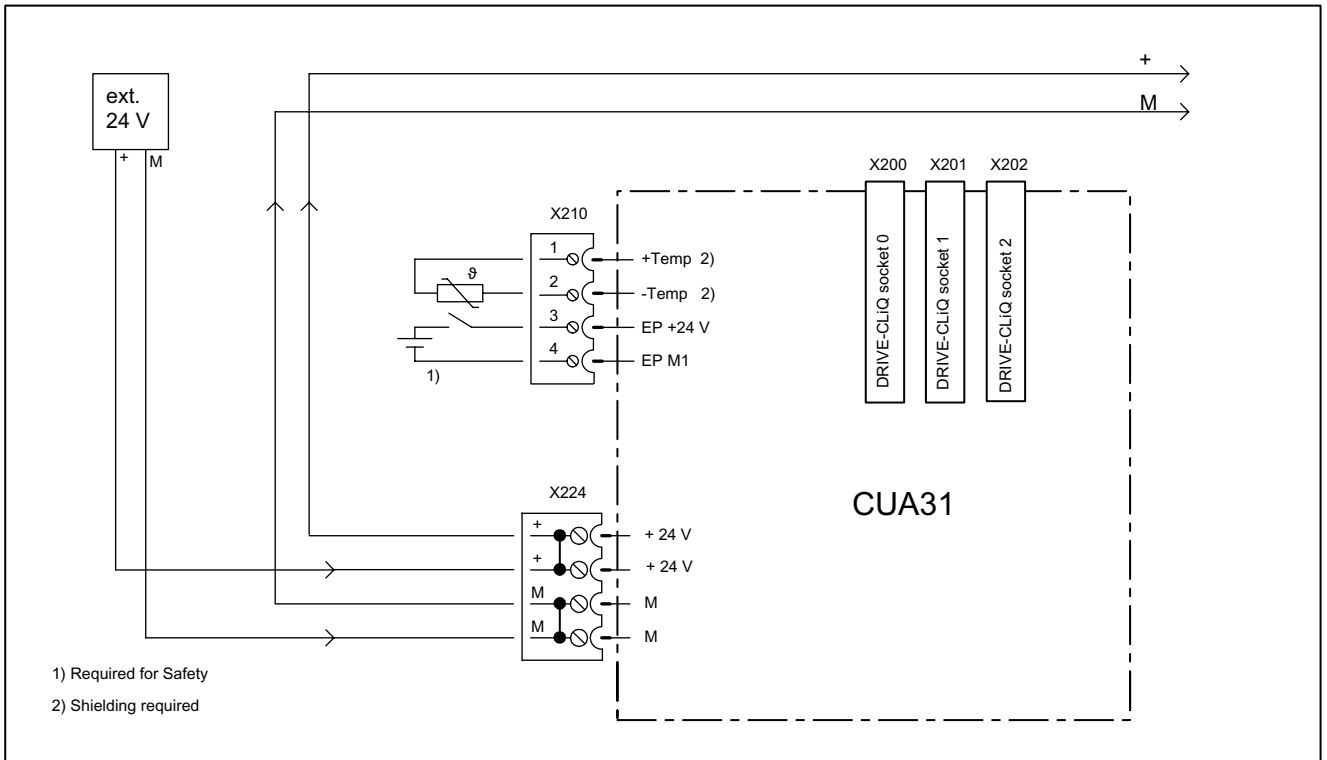 +
M
ext.
24 V
+
M
X200
X201
X202
DRIVE-CLiQ socket 0
DRIVE-CLiQ socket 1
DRIVE-CLiQ socket 2
X210
1
+Temp 2)
ϑ
2
-Temp 2)
3
EP +24 V
4
EP M1
1)
CUA31
X224
+
+ 24 V
+
+ 24 V
M
M
M
M
1) Required for Safety
2) Shielding required